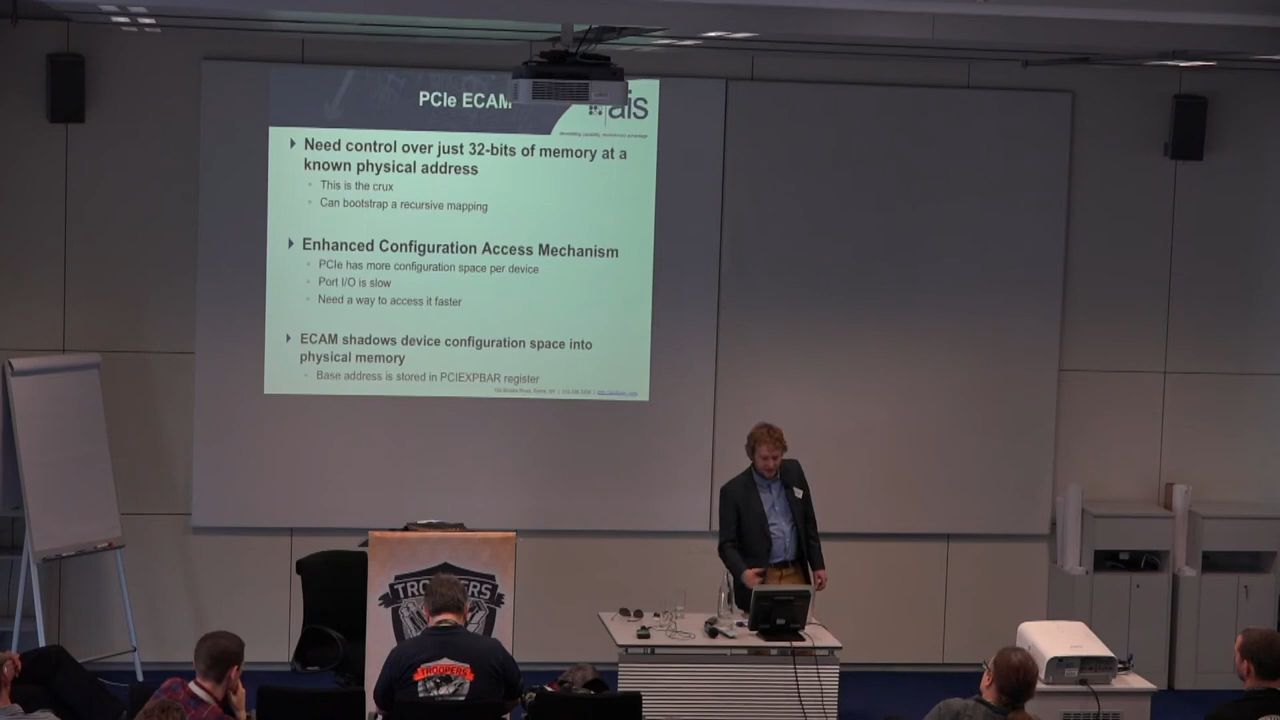 PCIe ECAM
ais
Need control over just 32-bits of memory at a
known physical address
This is the crux
Can bootstrap a recursive mapping
Enhanced Configuration Access Mechanism
PCIe has more configuration space per device
Port I/O is slow
Need a way to access it faster
ECAM shadows device configuration space into
physical memory
Base address is stored in PCIEXPBAR register
TROOPERS
TROOPERS